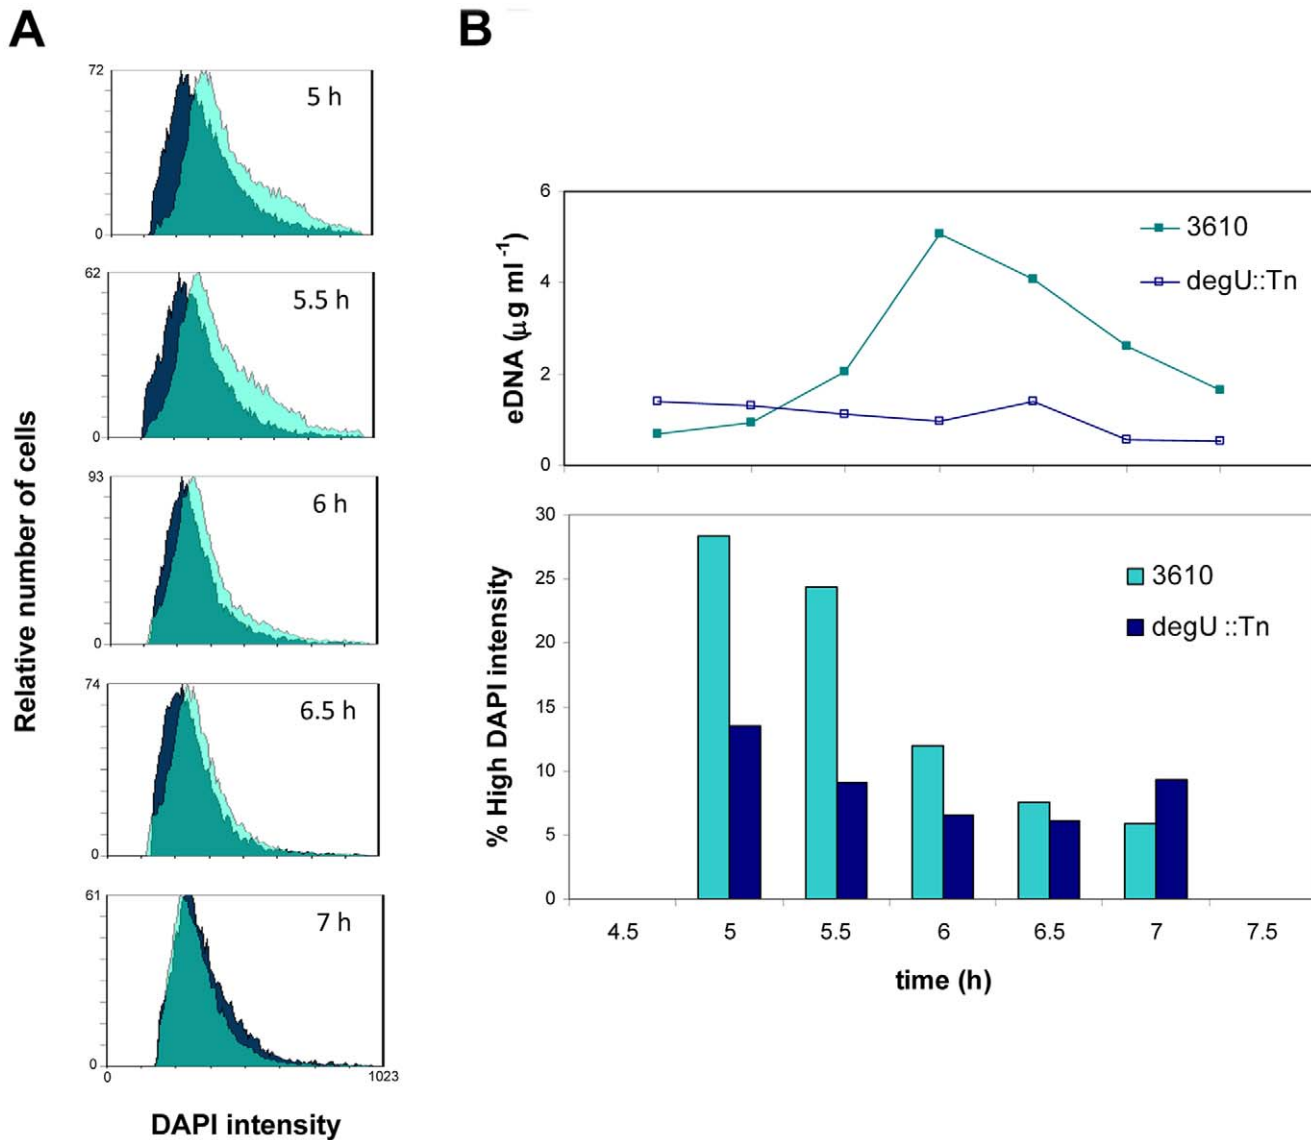 A
B
72
5 h
0
62
5.5 h
0
93
6 h
0
74
6.5 h
0
61
7 h
0
0
1023
Relative number of cells
DAPI intensity
6
4
2
0
eDNA (μg ml⁻¹)
3610
degU::Tn
30
25
20
15
10
5
0
% High DAPI intensity
3610
degU ::Tn
4.5 5 5.5 6 6.5 7 7.5
time (h)